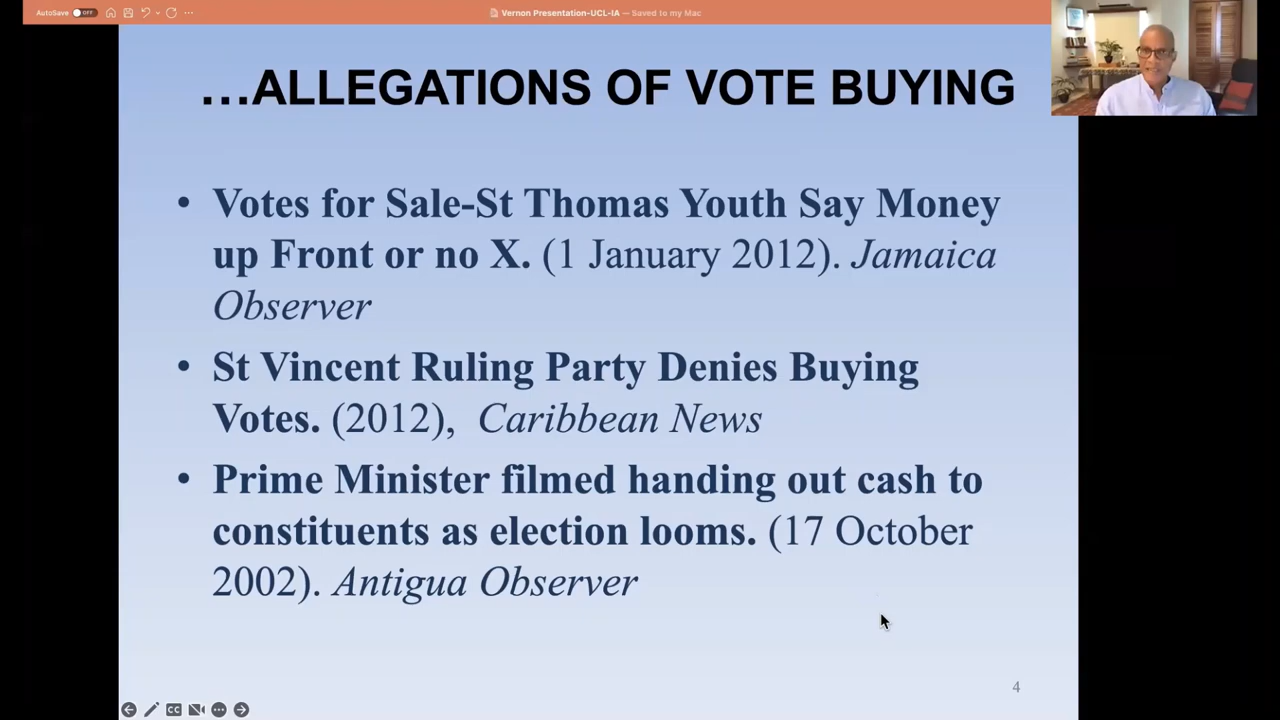 AutoSave OFF
Vernon Presentation-UCL-IA — Saved to my Mac
...ALLEGATIONS OF VOTE BUYING
• Votes for Sale-St Thomas Youth Say Money
up Front or no X. (1 January 2012). Jamaica
Observer
• St Vincent Ruling Party Denies Buying
Votes. (2012), Caribbean News
• Prime Minister filmed handing out cash to
constituents as election looms. (17 October
2002). Antigua Observer
4
CC